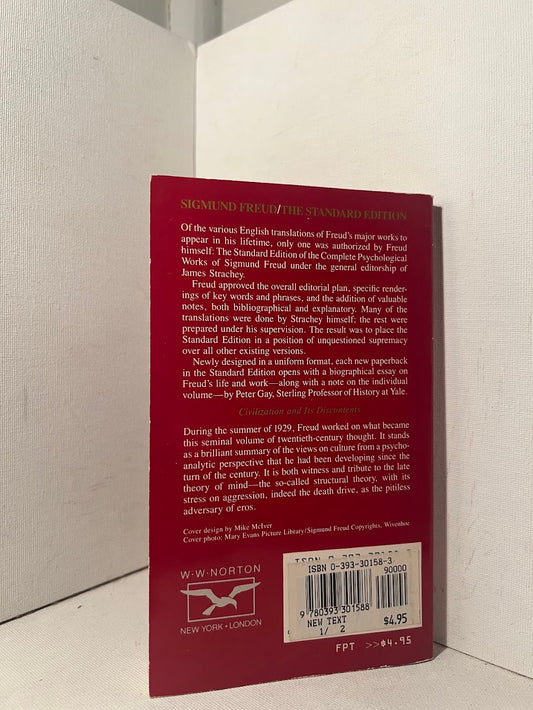 SIGMUND FREUD/THE STANDARD EDITION
Of the various English translations of Freud's major works to
appear in his lifetime, only one was authorized by Freud
himself: The Standard Edition of the Complete Psychological
Works of Sigmund Freud under the general editorship of
James Strachey.
Freud approved the overall editorial plan, specific render-
ings of key words and phrases, and the addition of valuable
notes, both bibliographical and explanatory. Many of the
translations were done by Strachey himself; the rest were
prepared under his supervision. The result was to place the
Standard Edition in a position of unquestioned supremacy
over all other existing versions.
Newly designed in a uniform format, each new paperback
in the Standard Edition opens with a biographical essay on
Freud's life and work—along with a note on the individual
volume—by Peter Gay, Sterling Professor of History at Yale.
Civilization and Its Discontents
During the summer of 1929, Freud worked on what became
this seminal volume of twentieth-century thought. It stands
as a brilliant summary of the views on culture from a psycho-
analytic perspective that he had been developing since the
turn of the century. It is both witness and tribute to the late
theory of mind—the so-called structural theory, with its
stress on aggression, indeed the death drive, as the pitiless
adversary of eros.
Cover design by Mike McIver
Cover photo: Mary Evans Picture Library/Sigmund Freud Copyrights, Wivenhoe
W·W·NORTON
NEW YORK · LONDON
ISBN 0-393-30158-3
90000
9 780393 301588
NEW TEXT
$4.95
1/ 2
FPT >>$4.95